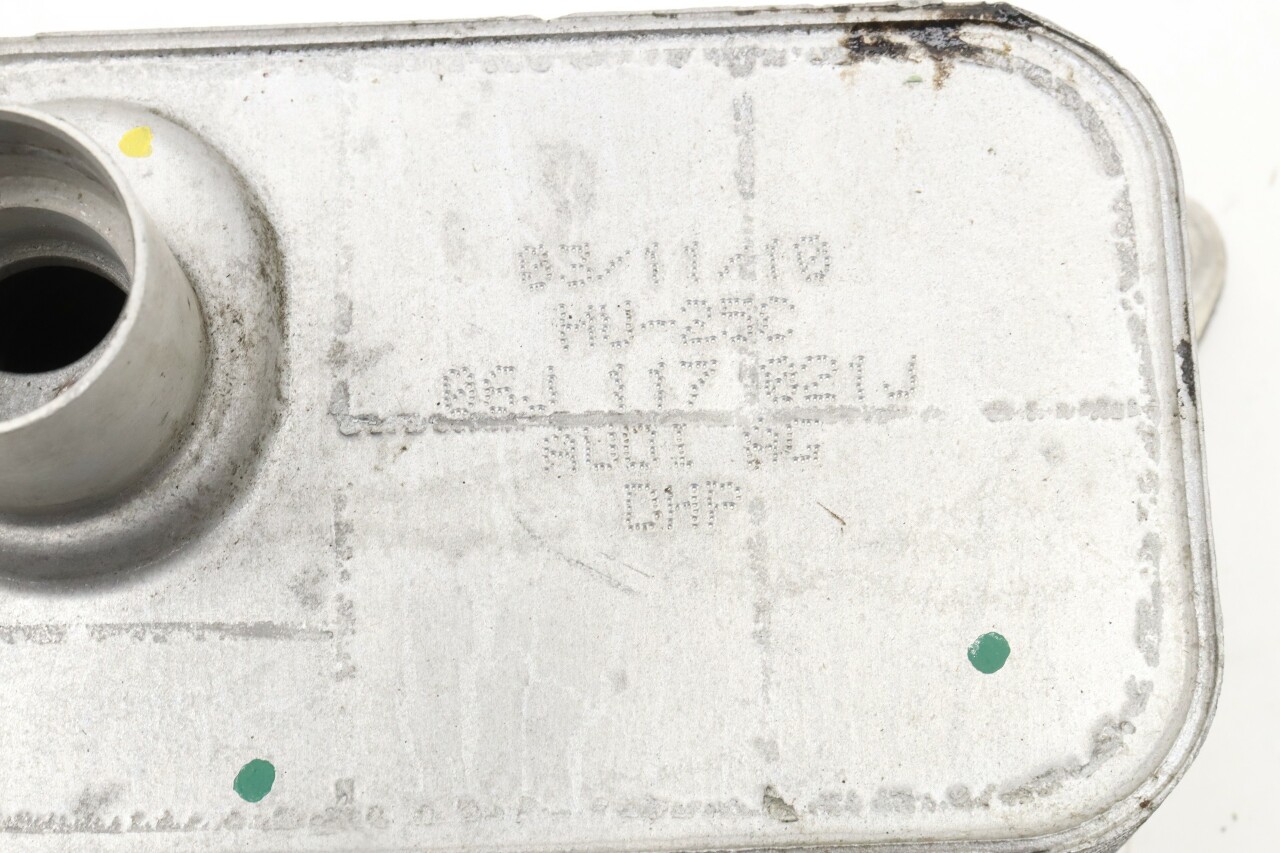 03/11/10
MU-25C
06J 117 021J
AUDI AG
DHP